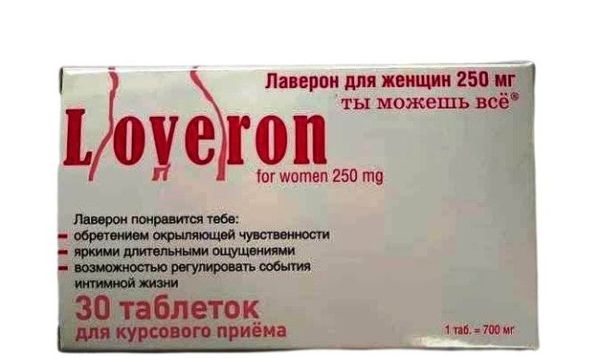 Лаверон для женщин 250 мг
ты можешь всё®
Loveron
for women 250 mg
Лаверон понравится тебе:
- обретением окрыляющей чувственности
- яркими длительными ощущениями
- возможностью регулировать события
интимной жизни
30 таблеток
для курсового приёма
1 таб. = 700 мг